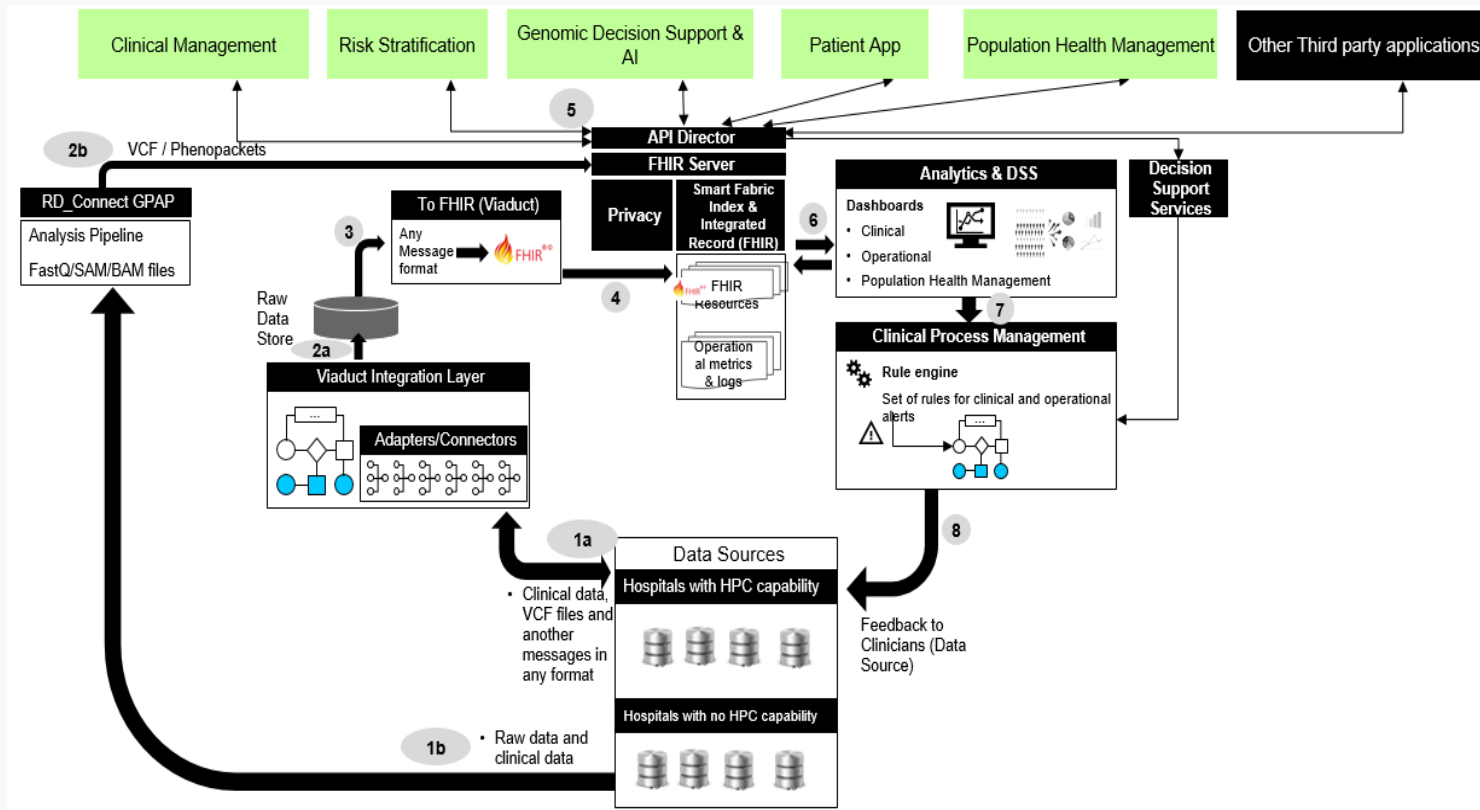 Clinical Management
Risk Stratification
Genomic Decision Support &
AI
Patient App
Population Health Management
Other Third party applications
5
API Director
2b
VCF / Phenopackets
FHIR Server
RD_Connect GPAP
Analysis Pipeline
FastQ/SAM/BAM files
To FHIR (Viaduct)
Any
Message
format
FHIR®®
3
4
Privacy
Smart Fabric
Index &
Integrated
Record (FHIR)
FHIR
Resources
Operation
al metrics
& logs
6
Analytics & DSS
Dashboards
• Clinical
• Operational
• Population Health Management
Decision
Support
Services
7
Raw
Data
Store
2a
Viaduct Integration Layer
...
Adapters/Connectors
Clinical Process Management
Rule engine
Set of rules for clinical and operational
alerts
...
8
1a
• Clinical data,
VCF files and
another
messages in
any format
Data Sources
Hospitals with HPC capability
Hospitals with no HPC capability
Feedback to
Clinicians (Data
Source)
1b
• Raw data and
clinical data